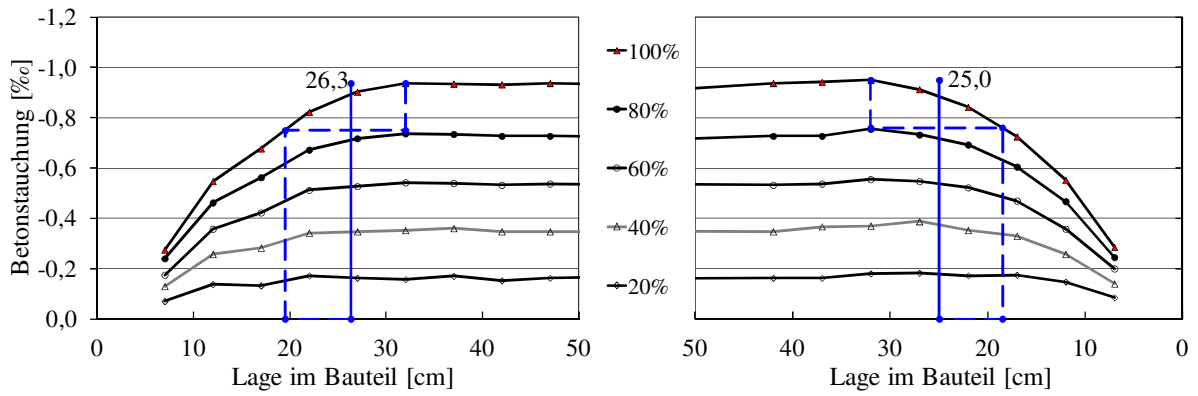 -1,2
-1,0
-0,8
-0,6
-0,4
-0,2
0,0
Betonstauchung [‰]
26,3
0 10 20 30 40 50
Lage im Bauteil [cm]
100%
80%
60%
40%
20%
25,0
50 40 30 20 10 0
Lage im Bauteil [cm]